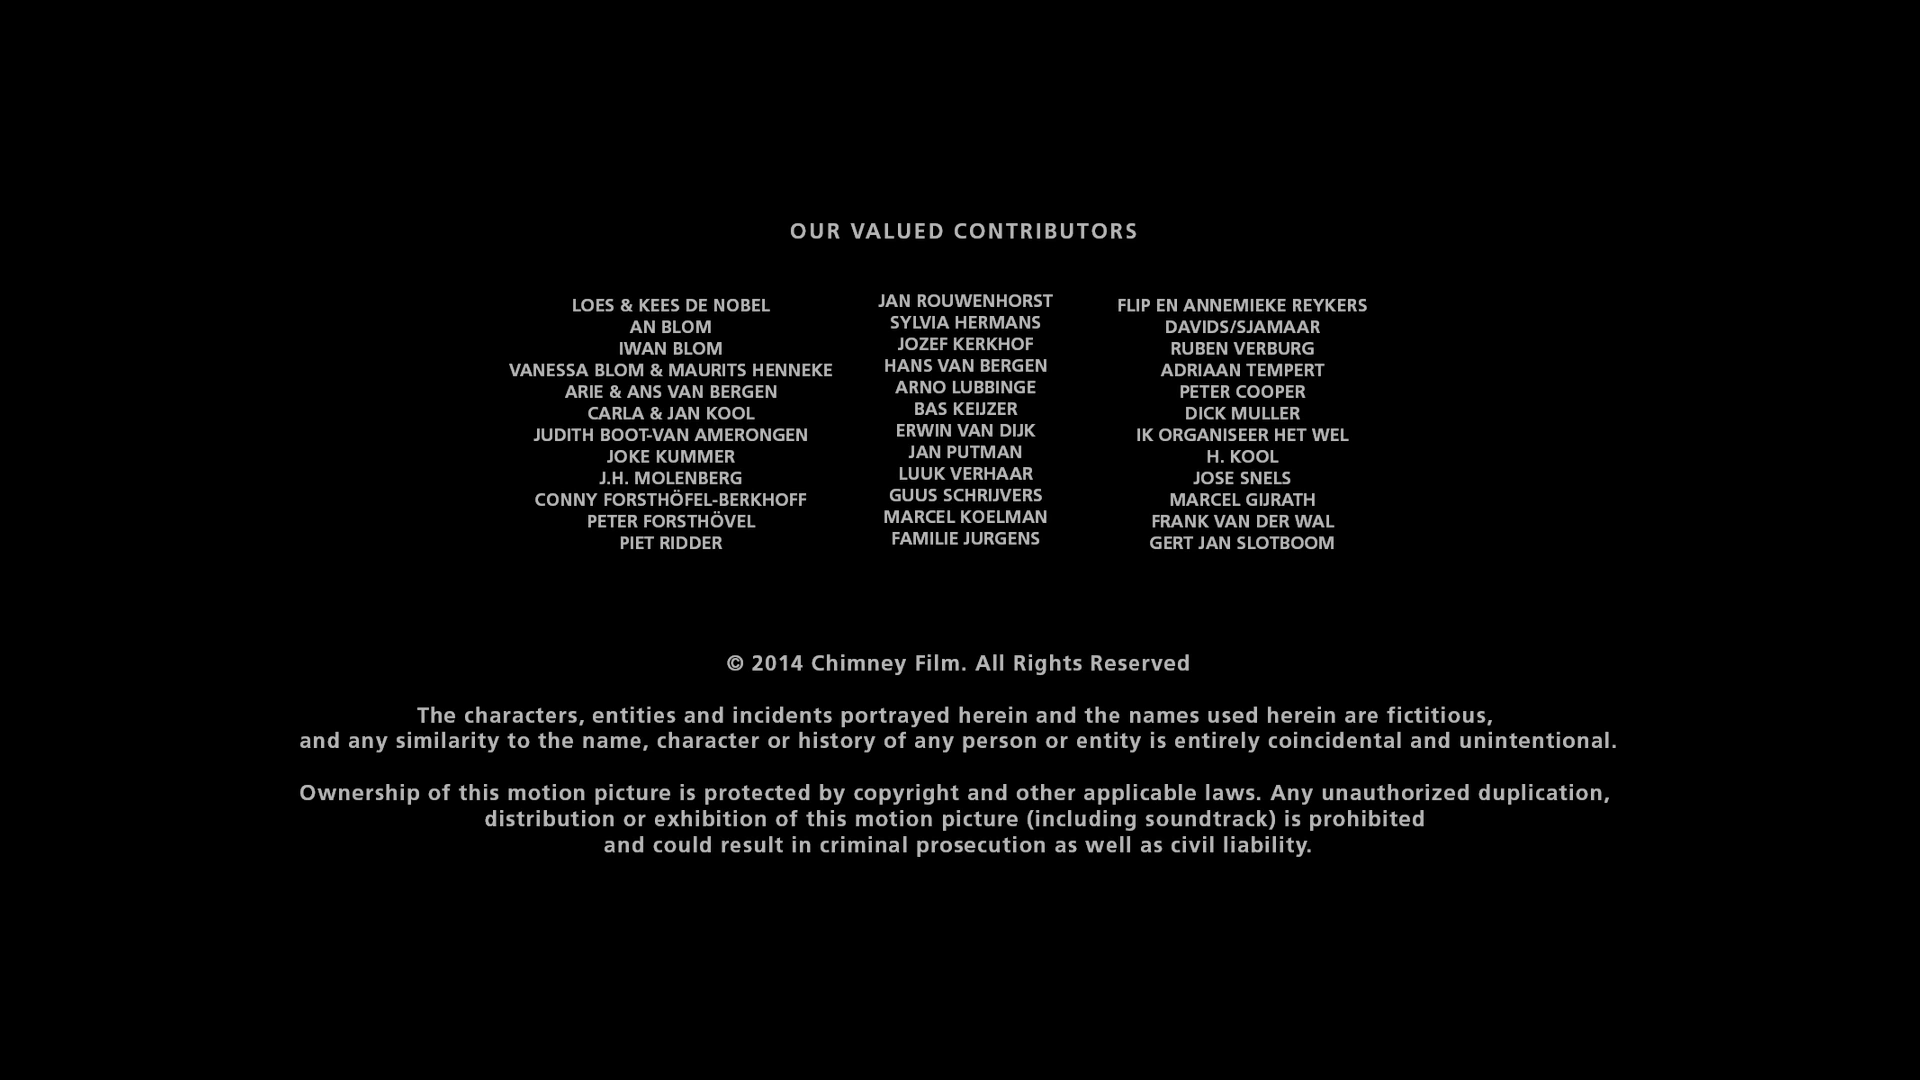 OUR VALUED CONTRIBUTORS
LOES & KEES DE NOBEL
AN BLOM
IWAN BLOM
VANESSA BLOM & MAURITS HENNEKE
ARIE & ANS VAN BERGEN
CARLA & JAN KOOL
JUDITH BOOT-VAN AMERONGEN
JOKE KUMMER
J.H. MOLENBERG
CONNY FORSTHÖFEL-BERKHOFF
PETER FORSTHÖVEL
PIET RIDDER
JAN ROUWENHORST
SYLVIA HERMANS
JOZEF KERKHOF
HANS VAN BERGEN
ARNO LUBBINGE
BAS KEIJZER
ERWIN VAN DIJK
JAN PUTMAN
LUUK VERHAAR
GUUS SCHRIJVERS
MARCEL KOELMAN
FAMILIE JURGENS
FLIP EN ANNEMIEKE REYKERS
DAVIDS/SJAMAAR
RUBEN VERBURG
ADRIAAN TEMPERT
PETER COOPER
DICK MULLER
IK ORGANISEER HET WEL
H. KOOL
JOSE SNELS
MARCEL GIJRATH
FRANK VAN DER WAL
GERT JAN SLOTBOOM
© 2014 Chimney Film. All Rights Reserved
The characters, entities and incidents portrayed herein and the names used herein are fictitious,
and any similarity to the name, character or history of any person or entity is entirely coincidental and unintentional.
Ownership of this motion picture is protected by copyright and other applicable laws. Any unauthorized duplication,
distribution or exhibition of this motion picture (including soundtrack) is prohibited
and could result in criminal prosecution as well as civil liability.